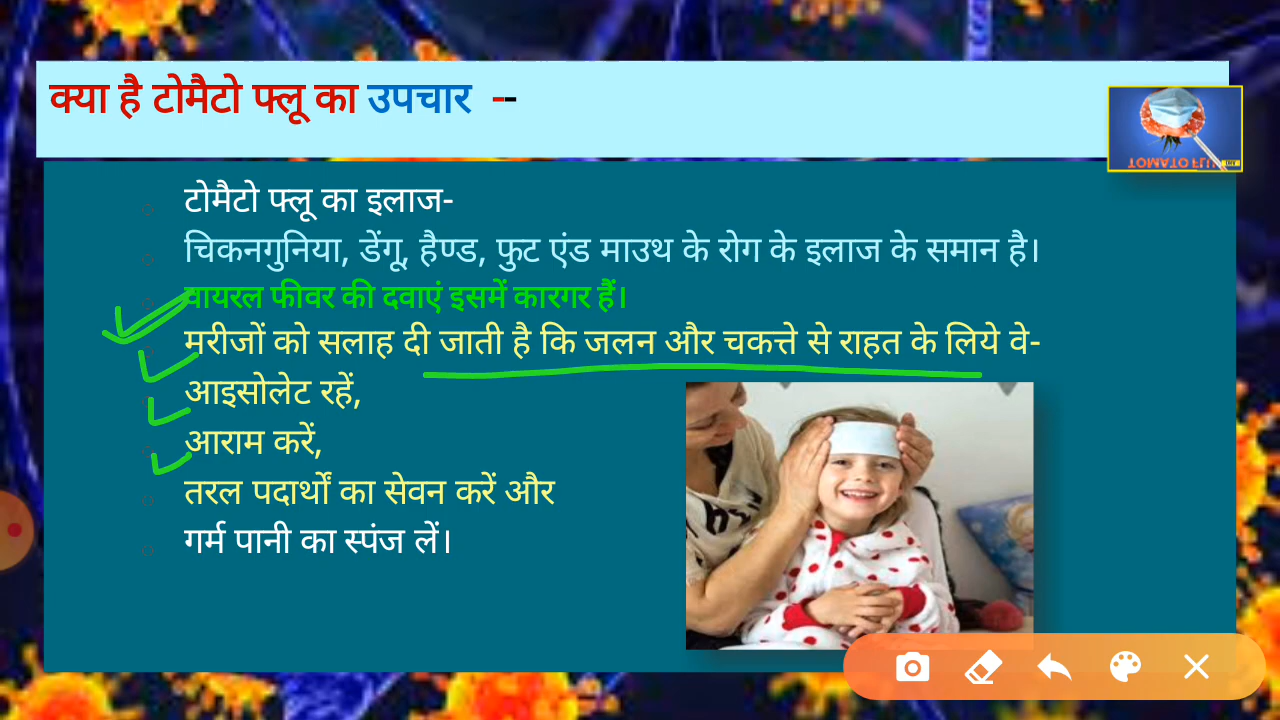 क्या है टोमैटो फ्लू का उपचार --
टोमैटो फ्लू का इलाज-
चिकनगुनिया, डेंगू, हैण्ड, फुट एंड माउथ के रोग के इलाज के समान है।
वायरल फीवर की दवाएं इसमें कारगर हैं।
मरीजों को सलाह दी जाती है कि जलन और चकत्ते से राहत के लिये वे-
आइसोलेट रहें,
आराम करें,
तरल पदार्थों का सेवन करें और
गर्म पानी का स्पंज लें।
TOMATO FLU